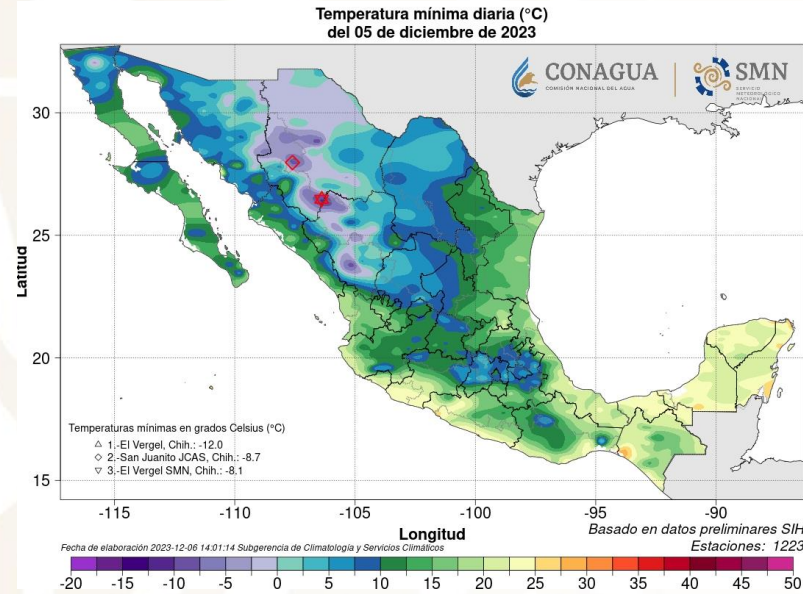 Temperatura mínima diaria (°C)
del 05 de diciembre de 2023
CONAGUA
COMISIÓN NACIONAL DEL AGUA
SMN
SERVICIO
METEOROLÓGICO
NACIONAL
30
25
20
15
Latitud
Temperaturas mínimas en grados Celsius (°C)
1.-El Vergel, Chih.: -12.0
2.-San Juanito JCAS, Chih.: -8.7
3.-El Vergel SMN, Chih.: -8.1
-115 -110 -105 -100 -95 -90
Longitud
Basado en datos preliminares SIH
Estaciones: 1223
Fecha de elaboración 2023-12-06 14:01:14 Subgerencia de Climatología y Servicios Climáticos
-20 -15 -10 -5 0 5 10 15 20 25 30 35 40 45 50